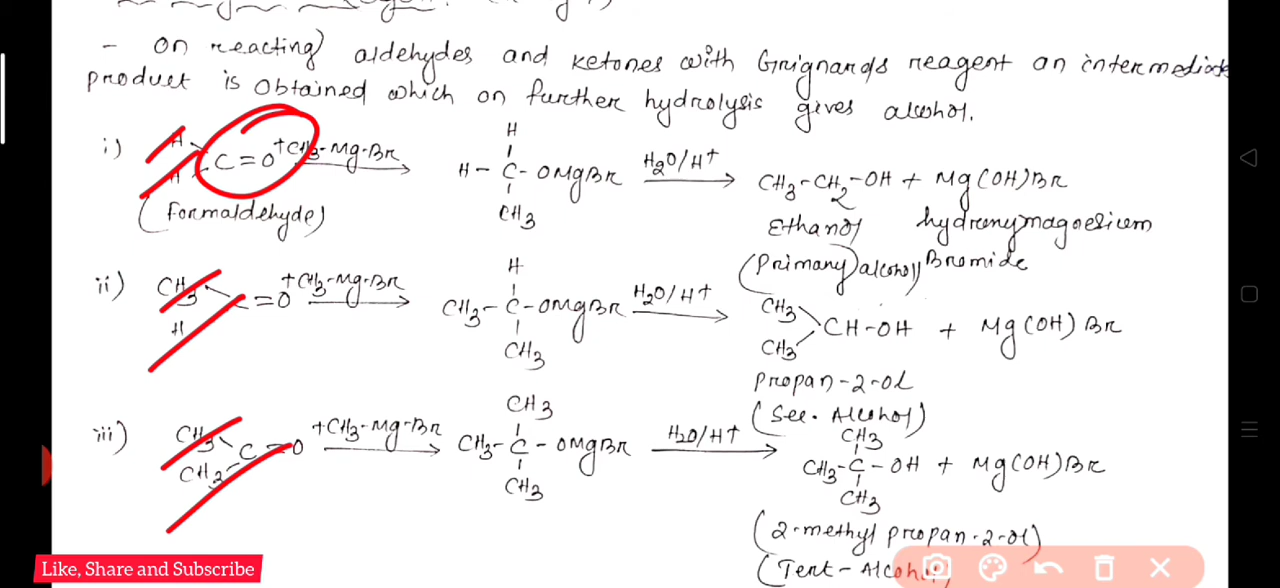 - On reacting aldehydes and ketones with Grignards reagent an intermediate
product is obtained which on further hydrolysis gives alcohol.
i) H H C=O +CH3-Mg-Br H H-C-OMgBr CH3 H2O/H+ CH3-CH2-OH + Mg(OH)Br
(Formaldehyde) Ethanol hydroxymagnesium
(Primary alcohol) Bromide
ii) CH3 H C=O +CH3-Mg-Br H CH3-C-OMgBr CH3 H2O/H+ CH3 CH3 CH-OH + Mg(OH)Br
Propan-2-ol
(Sec. Alcohol)
iii) CH3 CH3 C=O +CH3-Mg-Br CH3 CH3-C-OMgBr CH3 H2O/H+ CH3 CH3-C-OH CH3 + Mg(OH)Br
(2-methyl propan-2-ol)
(Tert-Alcohol
Like, Share and Subscribe